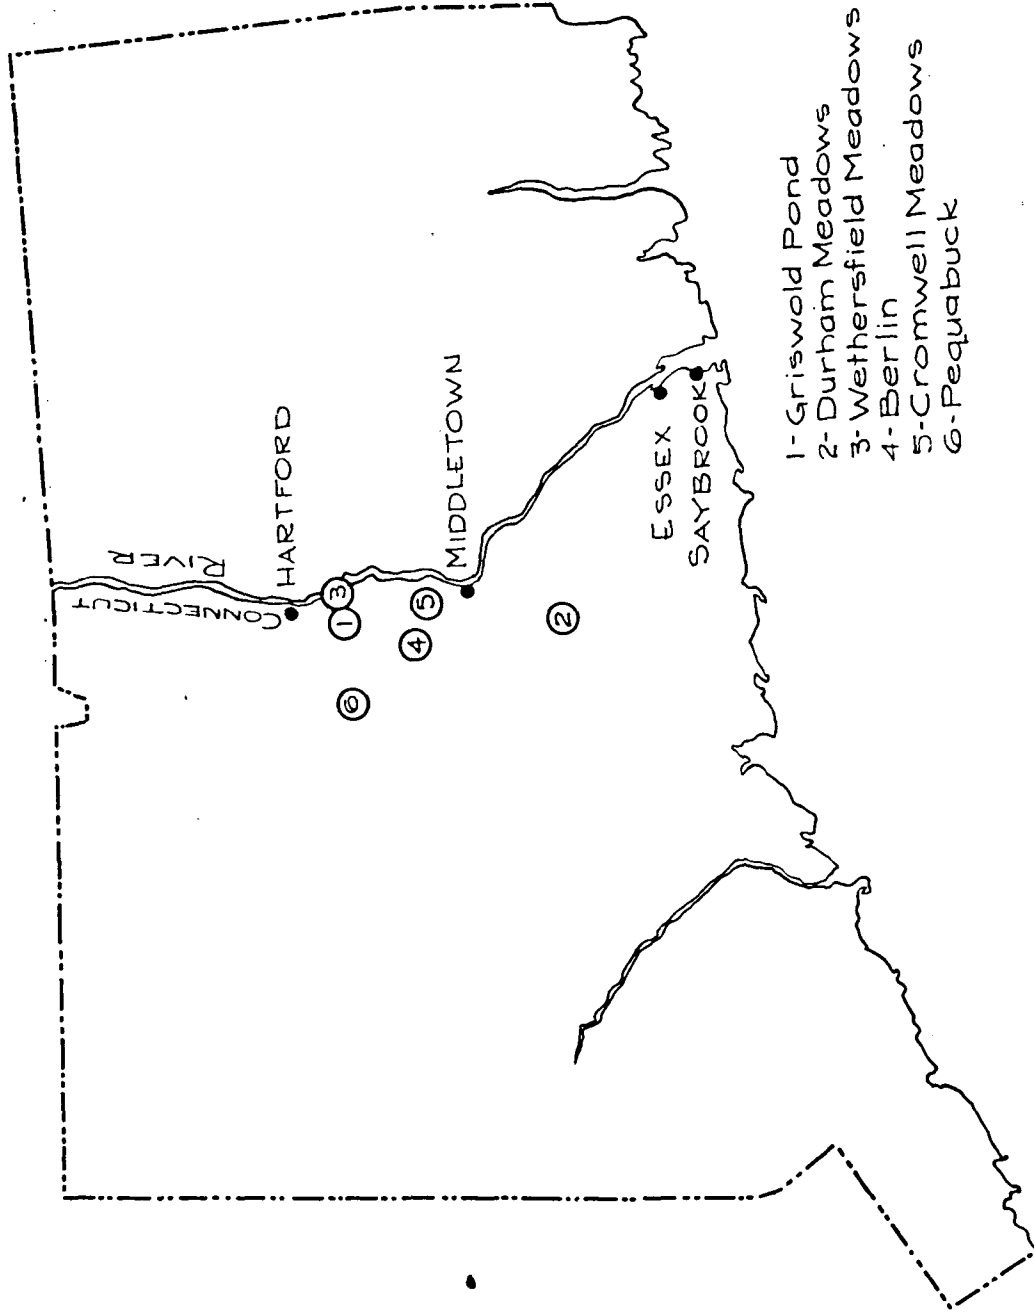 CONNECTICUT
RIVER
HARTFORD
6
1
3
4
5
MIDDLETOWN
2
ESSEX
SAYBROOK
1-Griswold Pond
2-Durham Meadows
3-Wethersfield Meadows
4-Berlin
5-Cromwell Meadows
6-Pequabuck